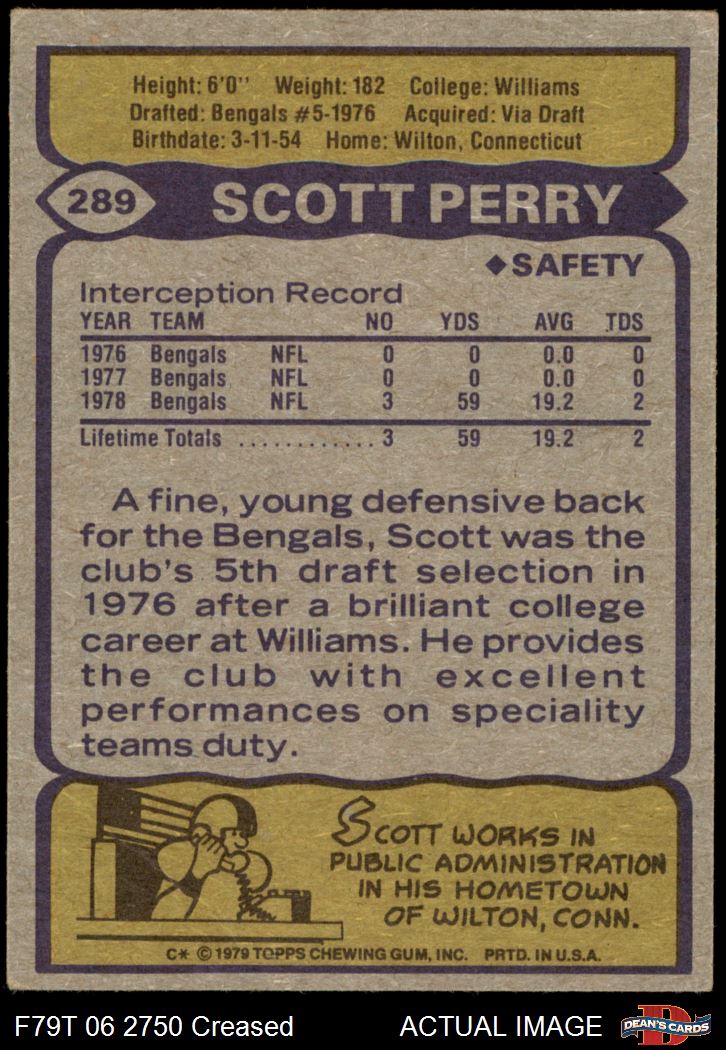 Height: 6'0'' Weight: 182 College: Williams
Drafted: Bengals #5-1976 Acquired: Via Draft
Birthdate: 3-11-54 Home: Wilton, Connecticut
289 SCOTT PERRY
◆SAFETY
Interception Record
YEAR TEAM NO YDS AVG TDS
1976 Bengals NFL 0 0 0.0 0
1977 Bengals NFL 0 0 0.0 0
1978 Bengals NFL 3 59 19.2 2
Lifetime Totals ............ 3 59 19.2 2
A fine, young defensive back
for the Bengals, Scott was the
club's 5th draft selection in
1976 after a brilliant college
career at Williams. He provides
the club with excellent
performances on speciality
teams duty.
SCOTT WORKS IN
PUBLIC ADMINISTRATION
IN HIS HOMETOWN
OF WILTON, CONN.
C* © 1979 TOPPS CHEWING GUM, INC. PRTD. IN U.S.A.
F79T 06 2750 Creased ACTUAL IMAGE
D
DEAN'S CARDS